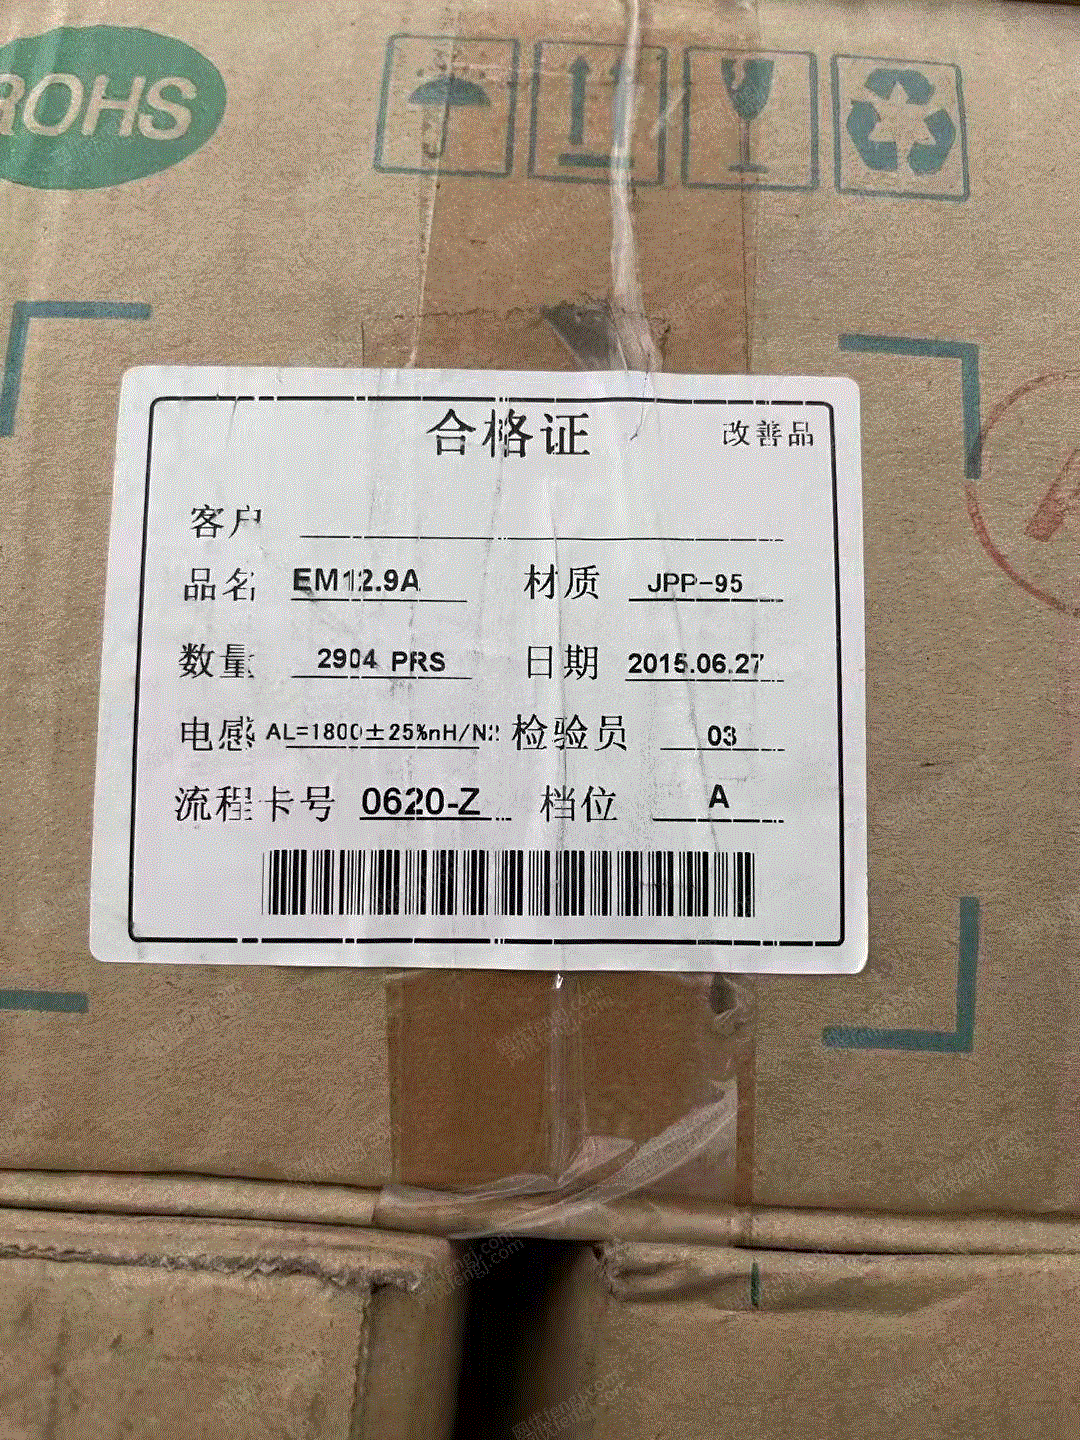 ROHS
合格证 改善品
客户
品名 EM12.9A 材质 JPP-95
数量 2904 PRS 日期 2015.06.27
电感 AL=1800±25%nH/N2 检验员 03
流程卡号 0620-Z 档位 A